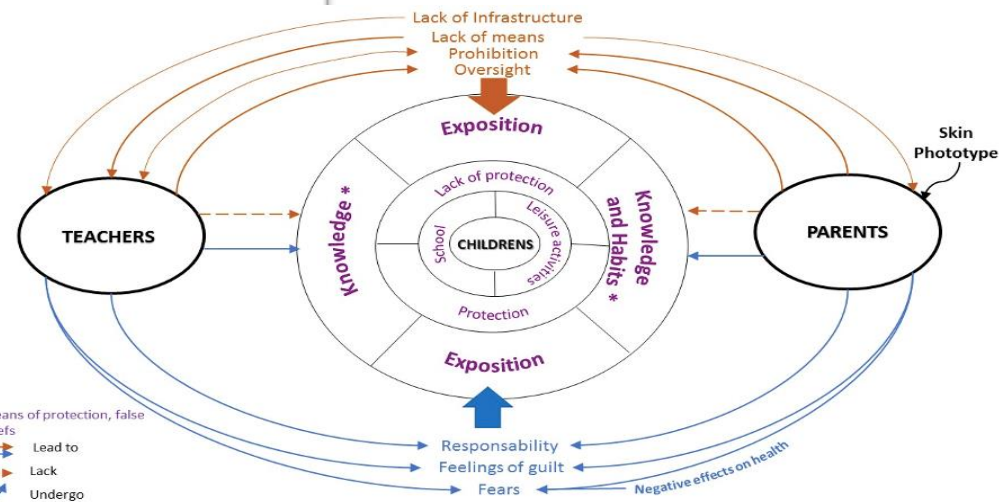 Lack of Infrastructure
Lack of means
Prohibition
Oversight
Skin
Phototype
Exposition
Lack of protection
Knowledge *
School
CHILDRENS
Leisure activities
Knowledge
and Habits *
TEACHERS
PARENTS
Protection
Exposition
eans of protection, false
efs
Lead to
Lack
Undergo
Responsability
Feelings of guilt
Fears
Negative effects on health